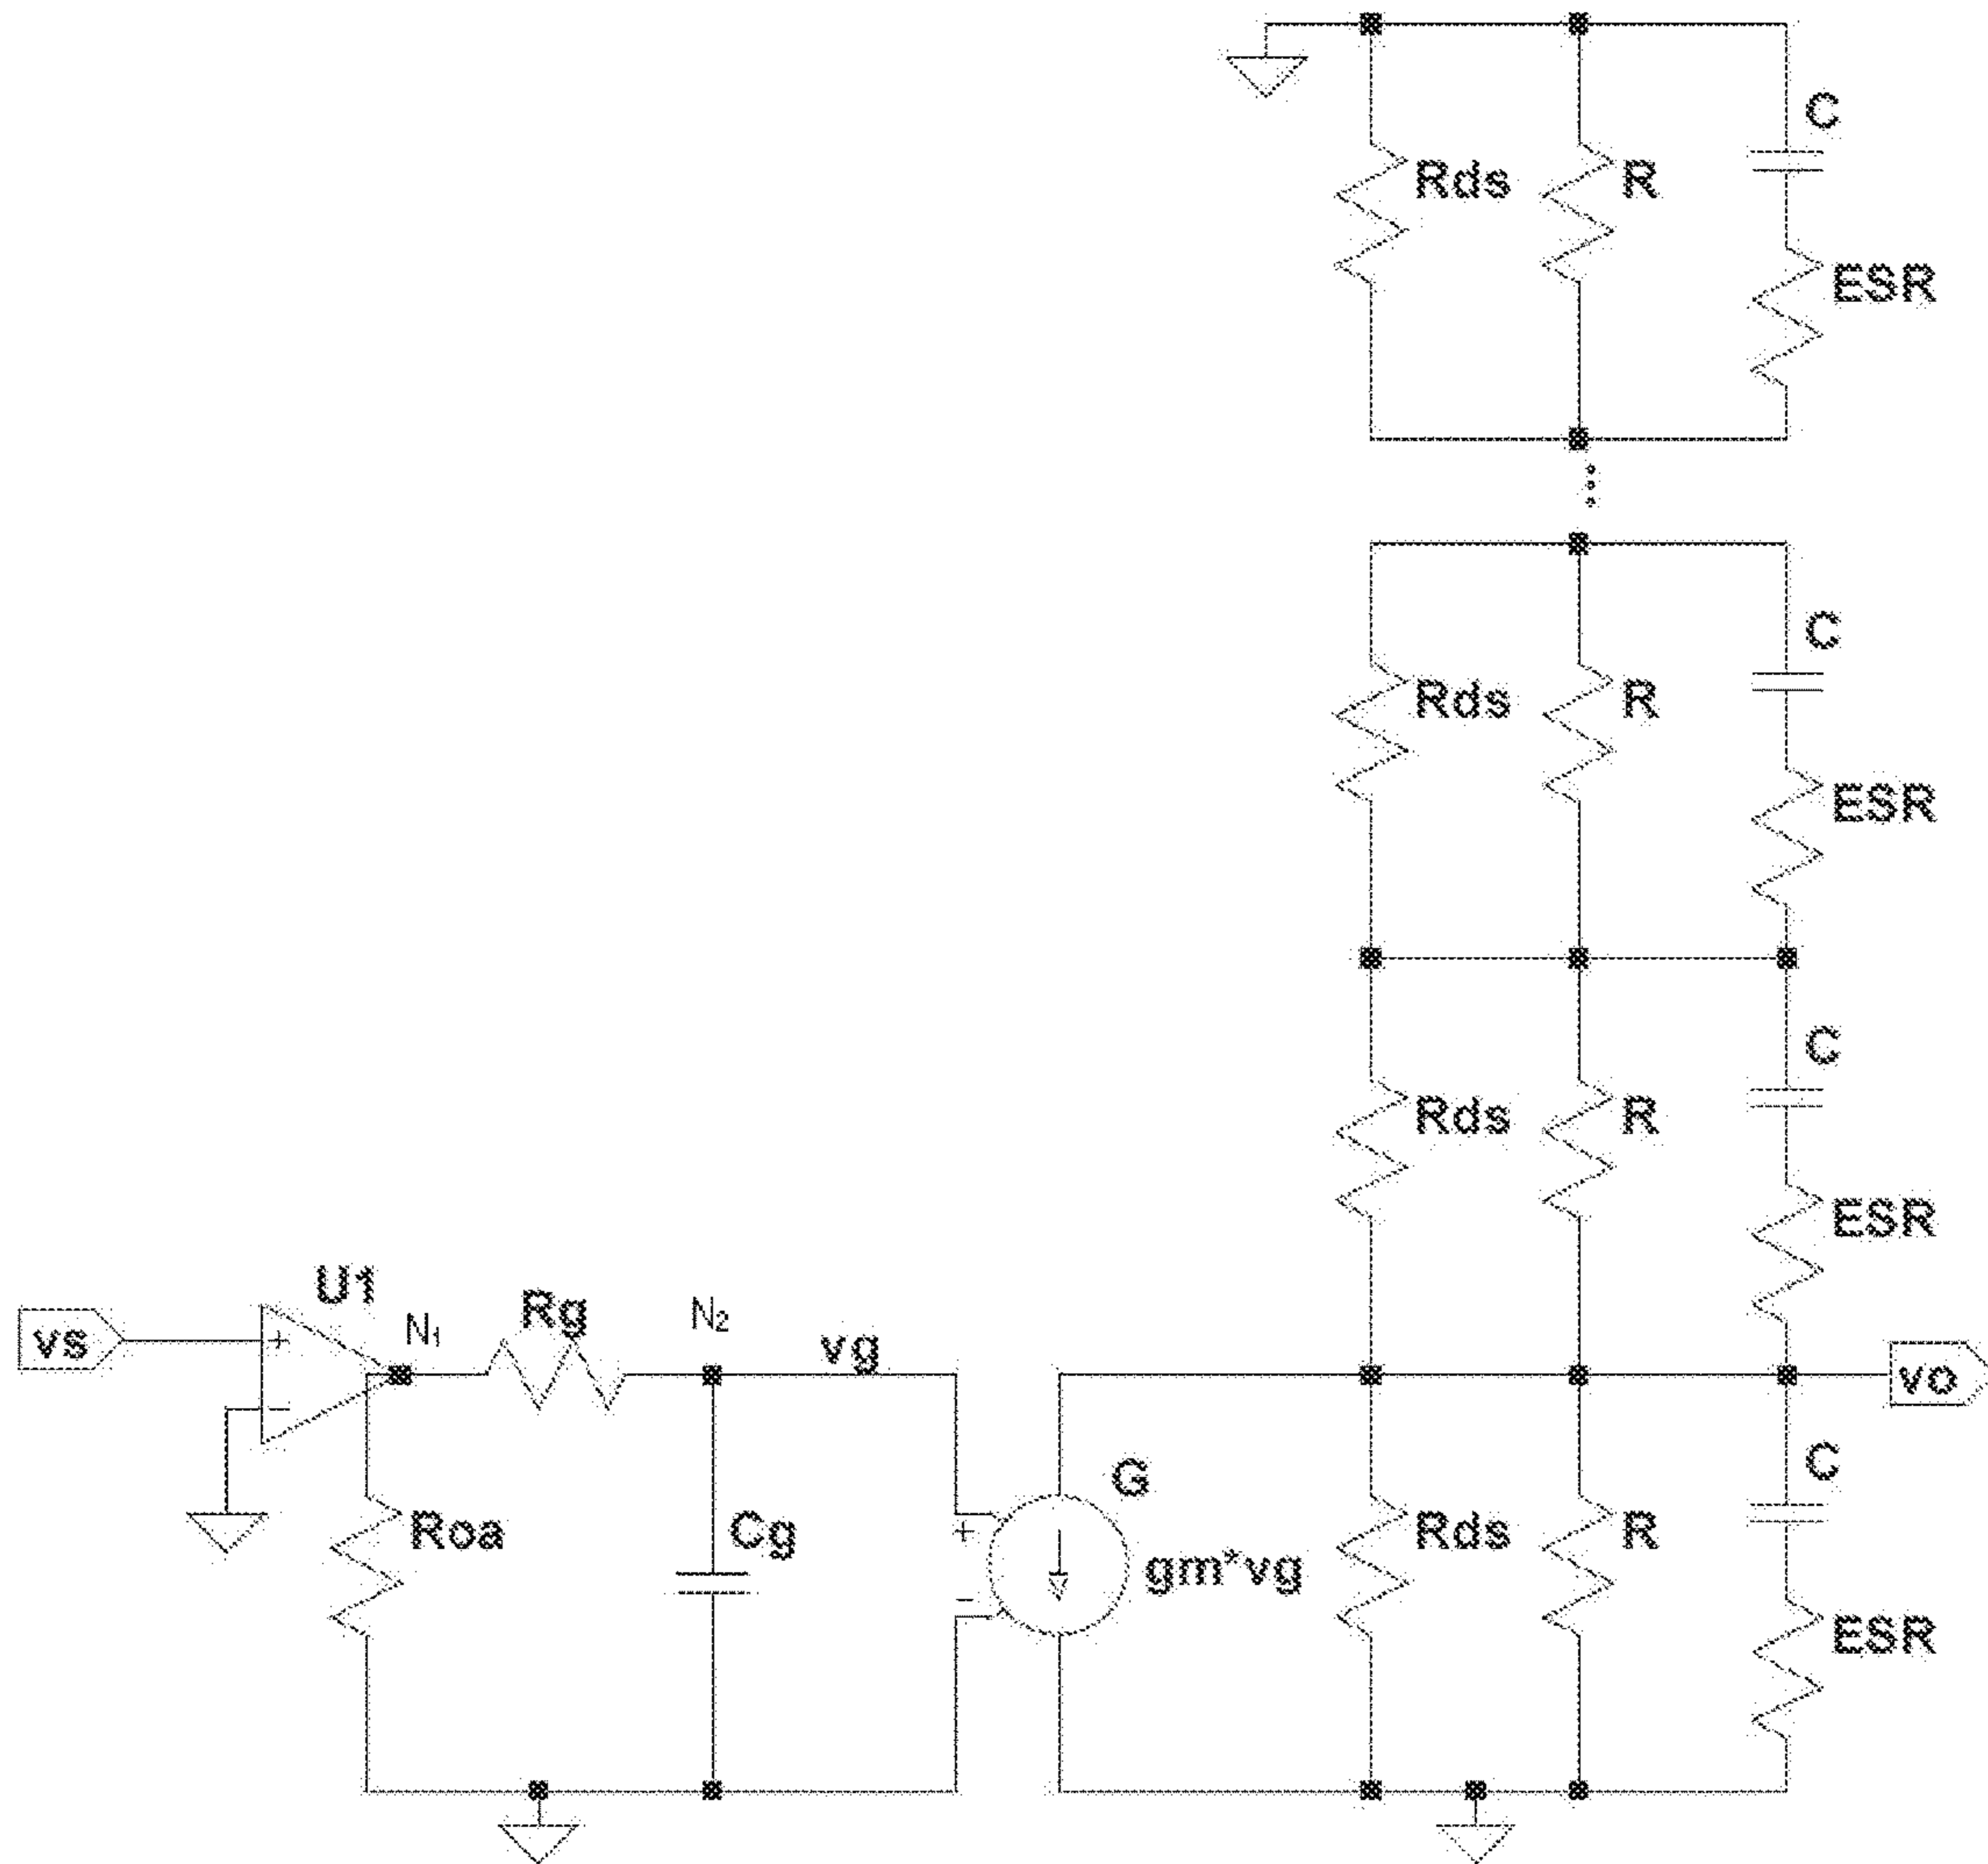 C
Rds
R
ESR
C
Rds
R
ESR
C
Rds
R
ESR
U1
vs
+
-
N1
Rg
N2
vg
vo
Roa
Cg
+
-
G
gm*vg
Rds
R
C
ESR